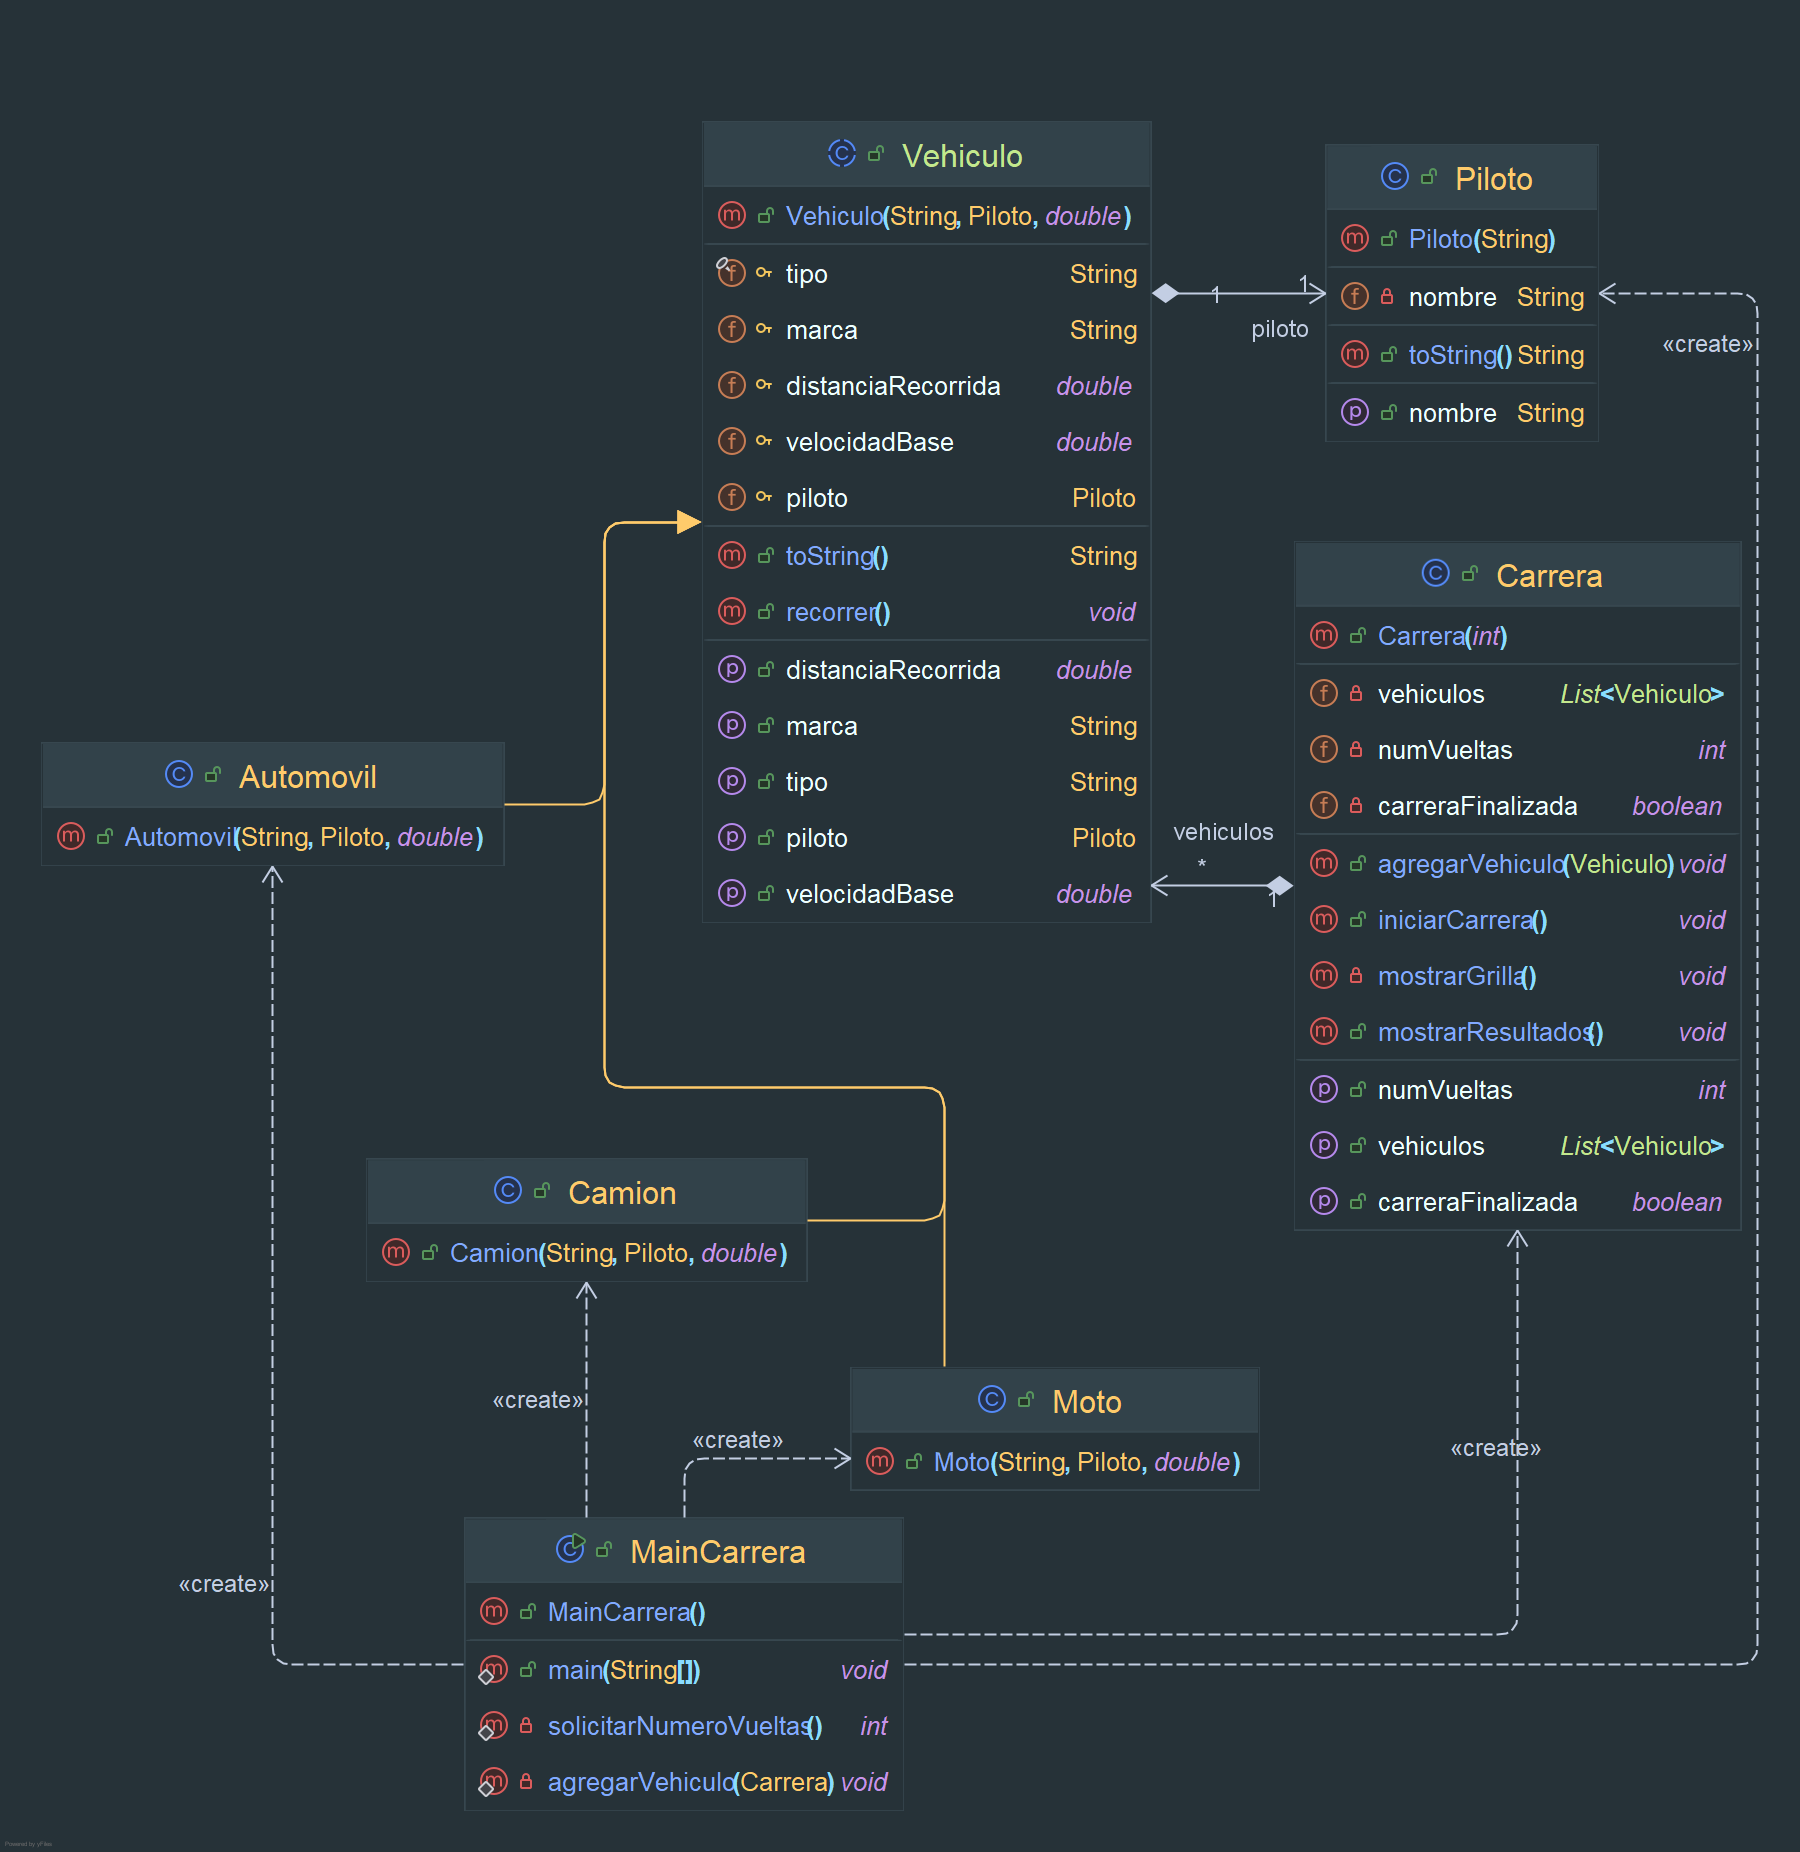 Vehiculo
Vehiculo(String, Piloto, double)
tipo String
marca String
distanciaRecorrida double
velocidadBase double
piloto Piloto
toString() String
recorrer() void
distanciaRecorrida double
marca String
tipo String
piloto Piloto
velocidadBase double
1
1
piloto
Piloto
Piloto(String)
nombre String
toString() String
nombre String
«create»
Carrera
Carrera(int)
vehiculos List<Vehiculo>
numVueltas int
carreraFinalizada boolean
agregarVehiculo(Vehiculo) void
iniciarCarrera() void
mostrarGrilla() void
mostrarResultados() void
numVueltas int
vehiculos List<Vehiculo>
carreraFinalizada boolean
vehiculos
*
1
Automovil
Automovil(String, Piloto, double)
Camion
Camion(String, Piloto, double)
«create»
«create»
Moto
Moto(String, Piloto, double)
«create»
«create»
MainCarrera
MainCarrera()
main(String[]) void
solicitarNumeroVueltas() int
agregarVehiculo(Carrera) void
Powered by yFiles